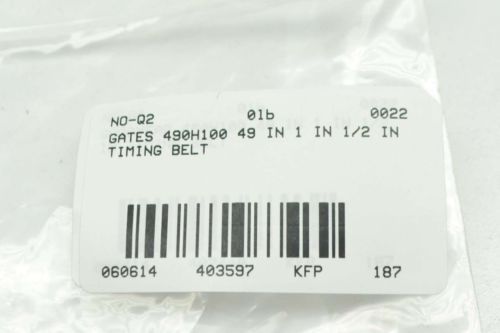 NO-Q2 01b 0022
GATES 490H100 49 IN 1 IN 1/2 IN
TIMING BELT
060614 403597 KFP 187